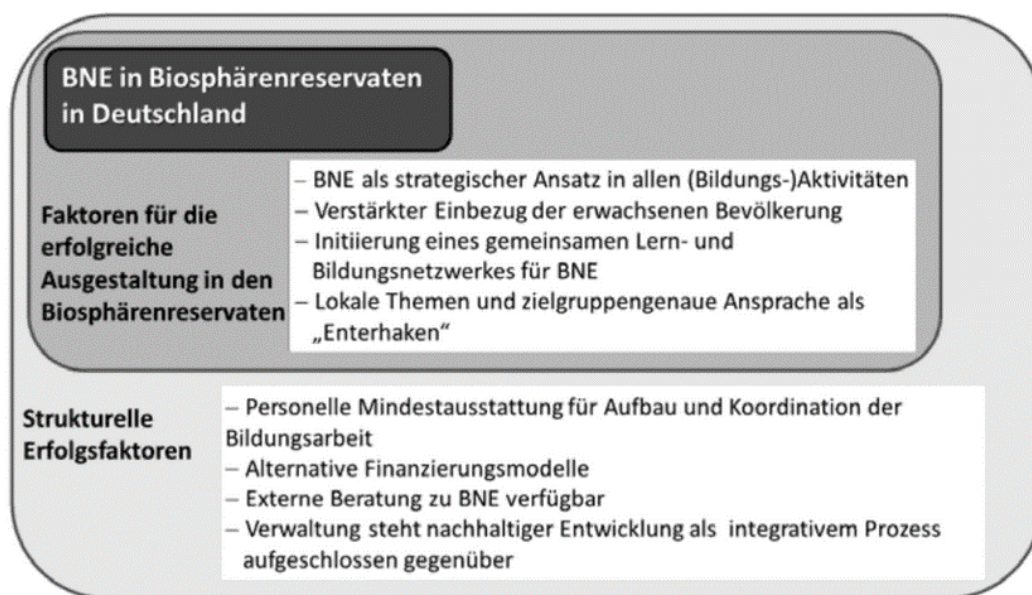 BNE in Biosphärenreservaten
in Deutschland
Faktoren für die
erfolgreiche
Ausgestaltung in den
Biosphärenreservaten
– BNE als strategischer Ansatz in allen (Bildungs-)Aktivitäten
– Verstärkter Einbezug der erwachsenen Bevölkerung
– Initiierung eines gemeinsamen Lern- und
Bildungsnetzwerkes für BNE
– Lokale Themen und zielgruppengenaue Ansprache als
„Enterhaken“
Strukturelle
Erfolgsfaktoren
– Personelle Mindestausstattung für Aufbau und Koordination der
Bildungsarbeit
– Alternative Finanzierungsmodelle
– Externe Beratung zu BNE verfügbar
– Verwaltung steht nachhaltiger Entwicklung als integrativem Prozess
aufgeschlossen gegenüber